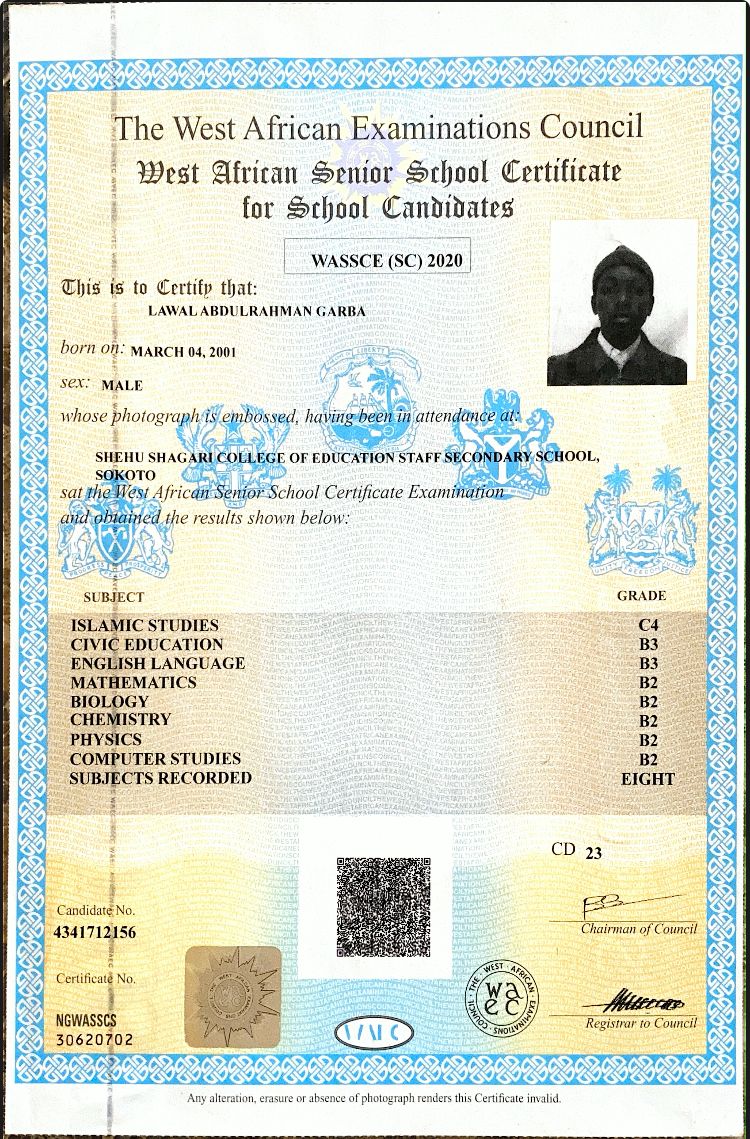 The West African Examinations Council
West African Senior School Certificate
for School Candidates
WASSCE (SC) 2020
This is to Certify that:
LAWAL ABDULRAHMAN GARBA
born on: MARCH 04, 2001
sex: MALE
whose photograph is embossed, having been in attendance at:
SHEHU SHAGARI COLLEGE OF EDUCATION STAFF SECONDARY SCHOOL,
SOKOTO
sat the West African Senior School Certificate Examination
and obtained the results shown below:
SUBJECT GRADE
ISLAMIC STUDIES C4
CIVIC EDUCATION B3
ENGLISH LANGUAGE B3
MATHEMATICS B2
BIOLOGY B2
CHEMISTRY B2
PHYSICS B2
COMPUTER STUDIES B2
SUBJECTS RECORDED EIGHT
CD 23
Candidate No.
4341712156
Chairman of Council
Certificate No.
NGWASSCS
30620702
THE WEST AFRICAN EXAMINATIONS COUNCIL
waec
Registrar to Council
Any alteration, erasure or absence of photograph renders this Certificate invalid.